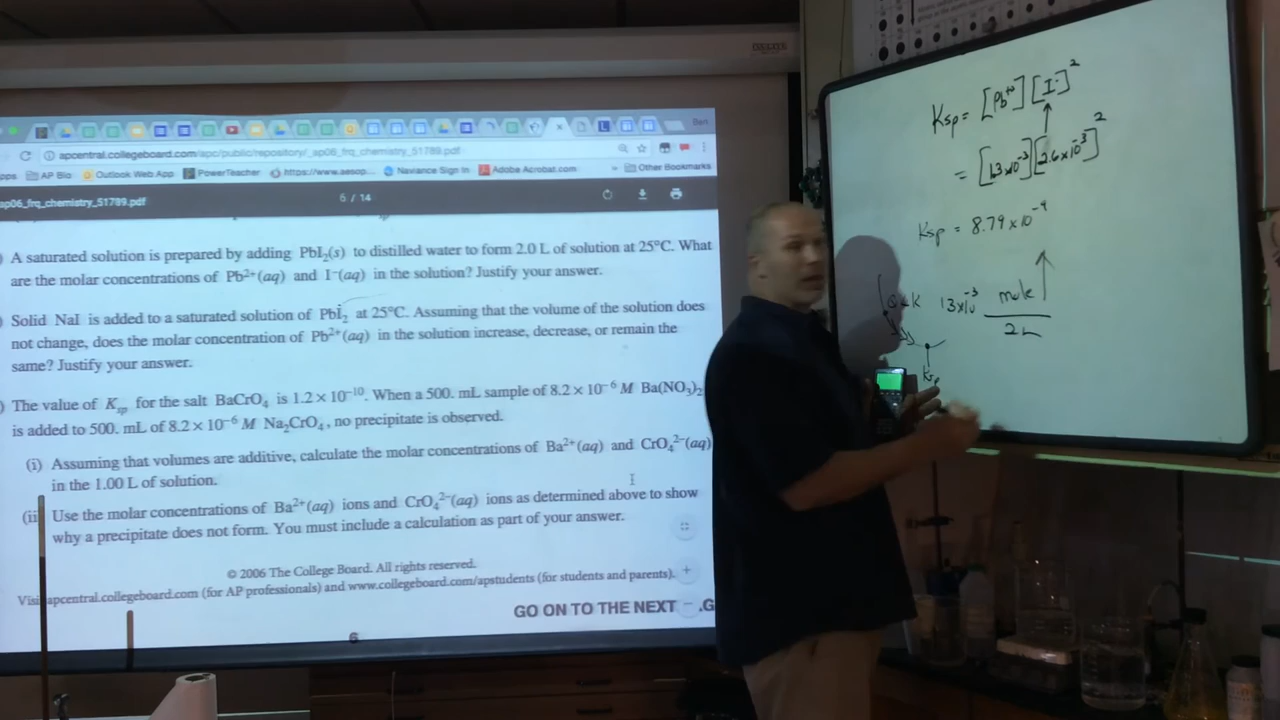 Ben
apcentral.collegeboard.com/apc/public/repository/_ap06_frq_chemistry_51789.pdf
AP Bio Outlook Web App PowerTeacher https://www.aesop... Naviance Sign In Adobe Acrobat.com » Other Bookmarks
ap06_frq_chemistry_51789.pdf 6 / 14
A saturated solution is prepared by adding PbI₂(s) to distilled water to form 2.0 L of solution at 25°C. What
are the molar concentrations of Pb²⁺(aq) and I⁻(aq) in the solution? Justify your answer.
Solid NaI is added to a saturated solution of PbI₂ at 25°C. Assuming that the volume of the solution does
not change, does the molar concentration of Pb²⁺(aq) in the solution increase, decrease, or remain the
same? Justify your answer.
The value of Ksp for the salt BaCrO₄ is 1.2 × 10⁻¹⁰. When a 500. mL sample of 8.2 × 10⁻⁶ M Ba(NO₃)₂
is added to 500. mL of 8.2 × 10⁻⁶ M Na₂CrO₄, no precipitate is observed.
(i) Assuming that volumes are additive, calculate the molar concentrations of Ba²⁺(aq) and CrO₄²⁻(aq)
in the 1.00 L of solution.
(ii Use the molar concentrations of Ba²⁺(aq) ions and CrO₄²⁻(aq) ions as determined above to show
why a precipitate does not form. You must include a calculation as part of your answer.
© 2006 The College Board. All rights reserved.
Visi apcentral.collegeboard.com (for AP professionals) and www.collegeboard.com/apstudents (for students and parents).
GO ON TO THE NEXT .G
6
Ksp = [Pb⁺²][I⁻]²
= [1.3x10⁻³][2.6x10⁻³]²
Ksp = 8.79 x 10⁻⁹
Q < K
1.3x10⁻³ mole
2L
Ksp